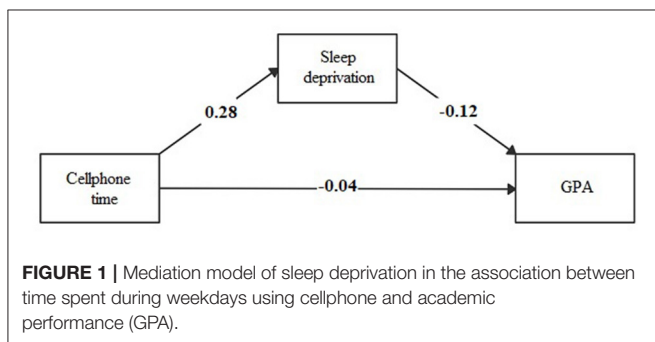 Sleep
deprivation
0.28
-0.12
Cellphone
time
-0.04
GPA
FIGURE 1 | Mediation model of sleep deprivation in the association between
time spent during weekdays using cellphone and academic
performance (GPA).